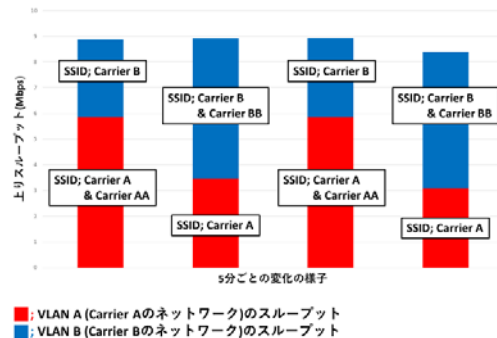 10
9
8
7
6
5
4
3
2
1
0
上りスループット(Mbps)
SSID; Carrier B
SSID; Carrier A
& Carrier AA
SSID; Carrier B
& Carrier BB
SSID; Carrier A
SSID; Carrier B
SSID; Carrier A
& Carrier AA
SSID; Carrier B
& Carrier BB
SSID; Carrier A
5分ごとの変化の様子
; VLAN A (Carrier Aのネットワーク)のスループット
; VLAN B (Carrier Bのネットワーク)のスループット